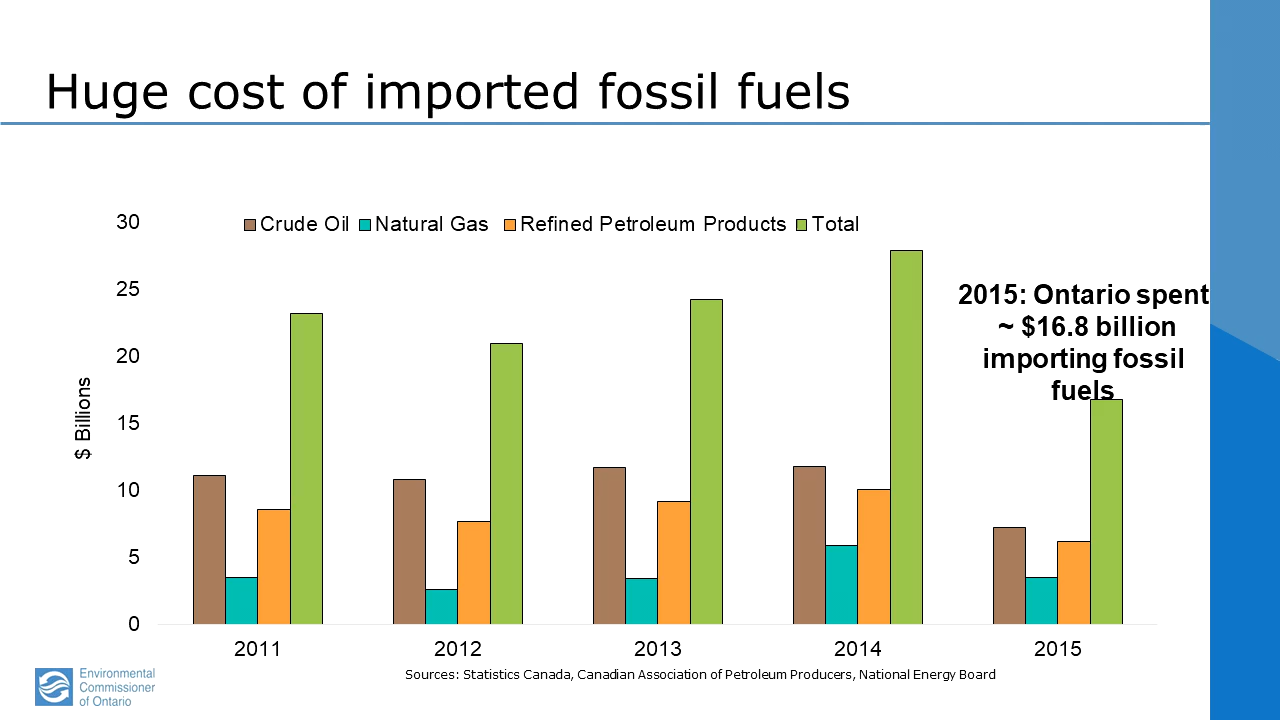 Huge cost of imported fossil fuels
30
25
20
15
10
5
0
$ Billions
Crude Oil Natural Gas Refined Petroleum Products Total
2015: Ontario spent
~ $16.8 billion
importing fossil
fuels
2011 2012 2013 2014 2015
Sources: Statistics Canada, Canadian Association of Petroleum Producers, National Energy Board
Environmental
Commissioner
of Ontario